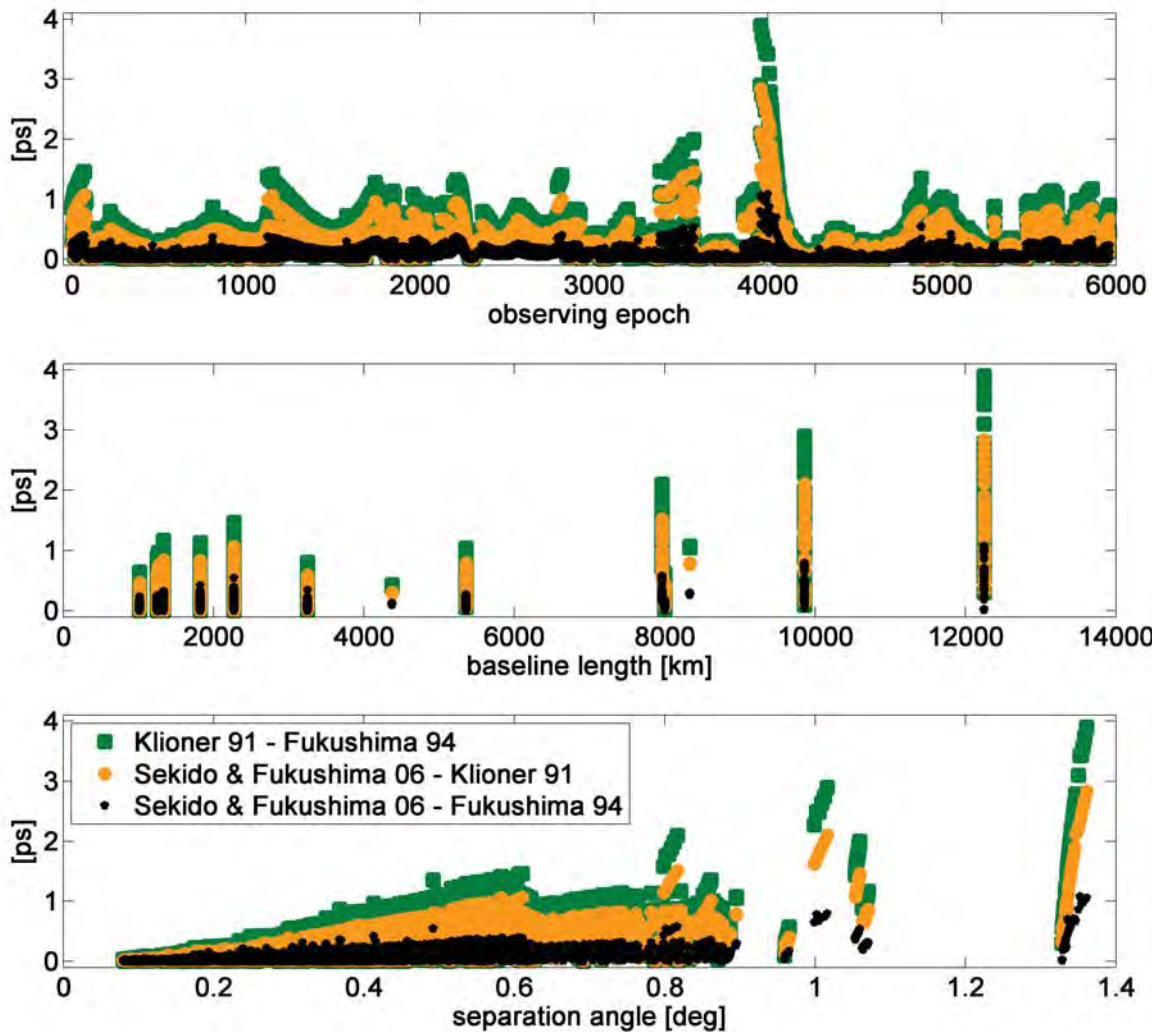 4
3
2
1
0
[ps]
0 1000 2000 3000 4000 5000 6000
observing epoch
4
3
2
1
0
[ps]
0 2000 4000 6000 8000 10000 12000 14000
baseline length [km]
4
3
2
1
0
[ps]
Klioner 91 - Fukushima 94
Sekido & Fukushima 06 - Klioner 91
Sekido & Fukushima 06 - Fukushima 94
0 0.2 0.4 0.6 0.8 1 1.2 1.4
separation angle [deg]